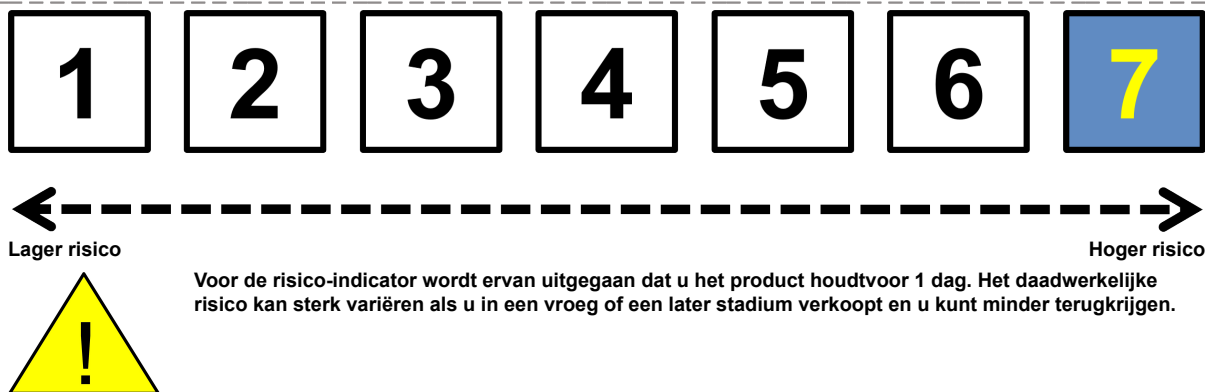 1 2 3 4 5 6 7
Lager risico Hoger risico
Voor de risico-indicator wordt ervan uitgegaan dat u het product houdtvoor 1 dag. Het daadwerkelijke
risico kan sterk variëren als u in een vroeg of een later stadium verkoopt en u kunt minder terugkrijgen.
!